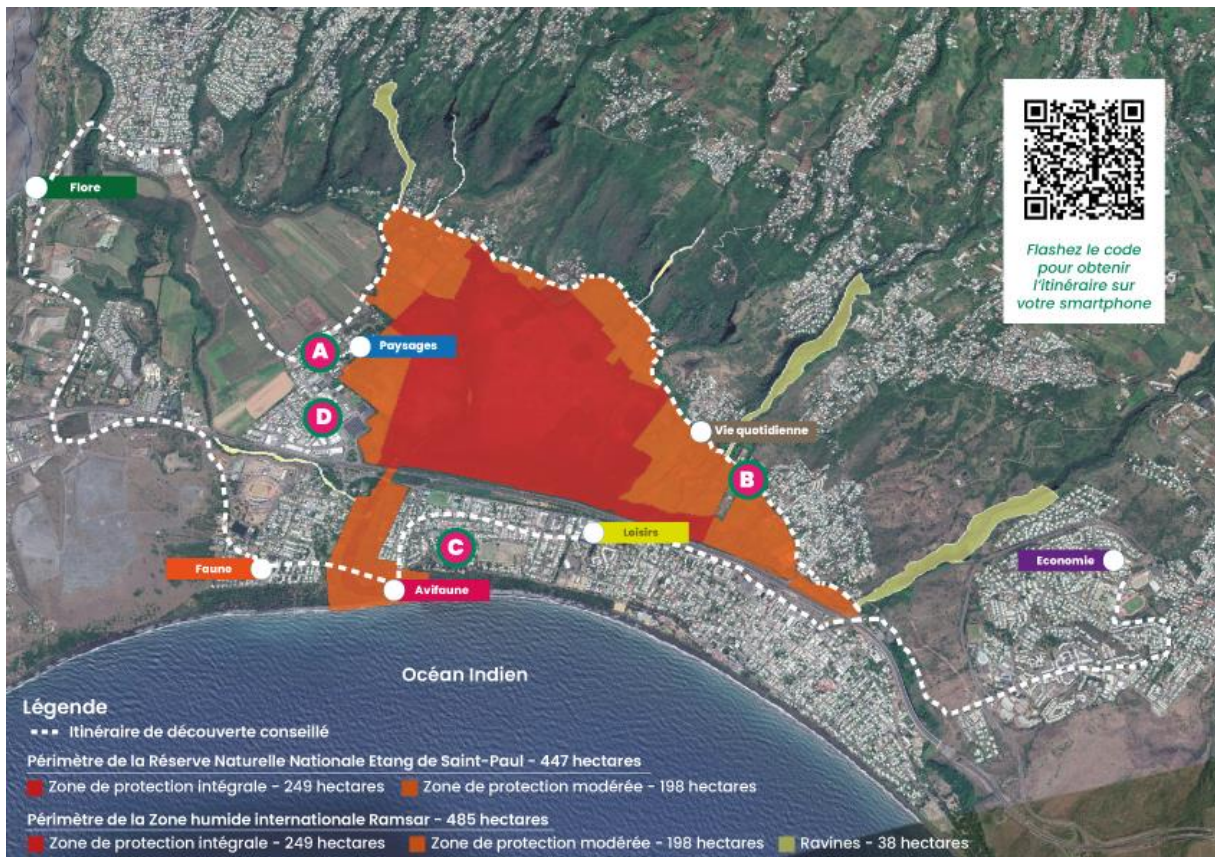 Flashez le code
pour obtenir
l'itinéraire sur
votre smartphone
Flore
A
Paysages
D
Vie quotidienne
B
Loisirs
C
Faune
Avifaune
Economie
Océan Indien
Légende
Itinéraire de découverte conseillé
Périmètre de la Réserve Naturelle Nationale Etang de Saint-Paul - 447 hectares
Zone de protection intégrale - 249 hectares Zone de protection modérée - 198 hectares
Périmètre de la Zone humide internationale Ramsar - 485 hectares
Zone de protection intégrale - 249 hectares Zone de protection modérée - 198 hectares Ravines - 38 hectares